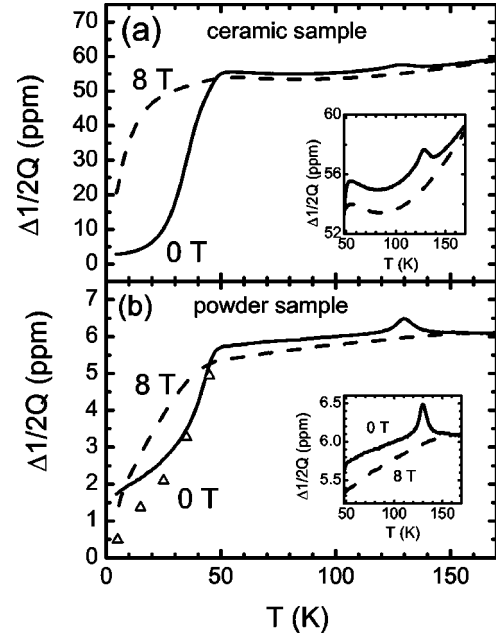 (a) ceramic sample
70
60
50
40
30
20
10
0
Δ1/2Q (ppm)
8 T
0 T
60
56
52
Δ1/2Q (ppm)
50 100 150
T (K)
(b) powder sample
7
6
5
4
3
2
1
0
Δ1/2Q (ppm)
8 T
0 T
6.5
6.0
5.5
Δ1/2Q (ppm)
0 T
8 T
50 100 150
T (K)
0 50 100 150
T (K)